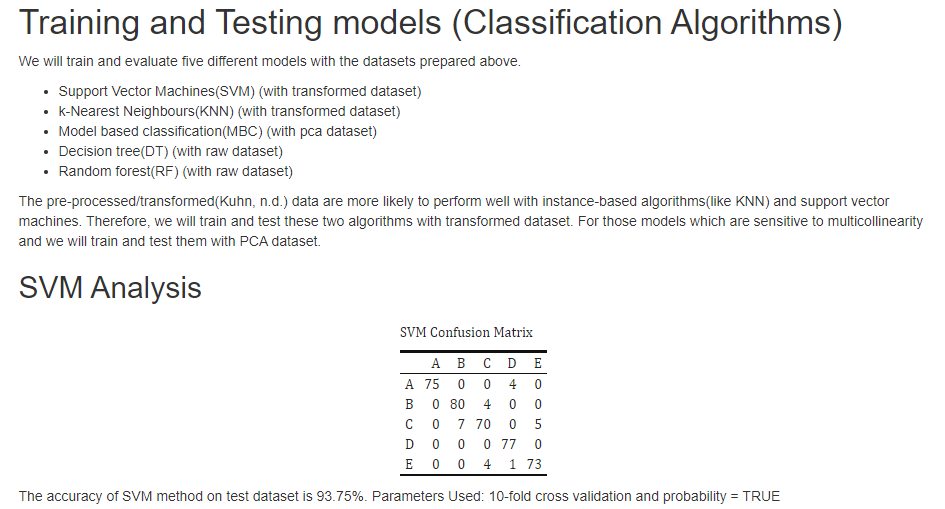 Training and Testing models (Classification Algorithms)
We will train and evaluate five different models with the datasets prepared above.
• Support Vector Machines(SVM) (with transformed dataset)
• k-Nearest Neighbours(KNN) (with transformed dataset)
• Model based classification(MBC) (with pca dataset)
• Decision tree(DT) (with raw dataset)
• Random forest(RF) (with raw dataset)
The pre-processed/transformed(Kuhn, n.d.) data are more likely to perform well with instance-based algorithms(like KNN) and support vector
machines. Therefore, we will train and test these two algorithms with transformed dataset. For those models which are sensitive to multicollinearity
and we will train and test them with PCA dataset.
SVM Analysis
SVM Confusion Matrix
A B C D E
A 75 0 0 4 0
B 0 80 4 0 0
C 0 7 70 0 5
D 0 0 0 77 0
E 0 0 4 1 73
The accuracy of SVM method on test dataset is 93.75%. Parameters Used: 10-fold cross validation and probability = TRUE